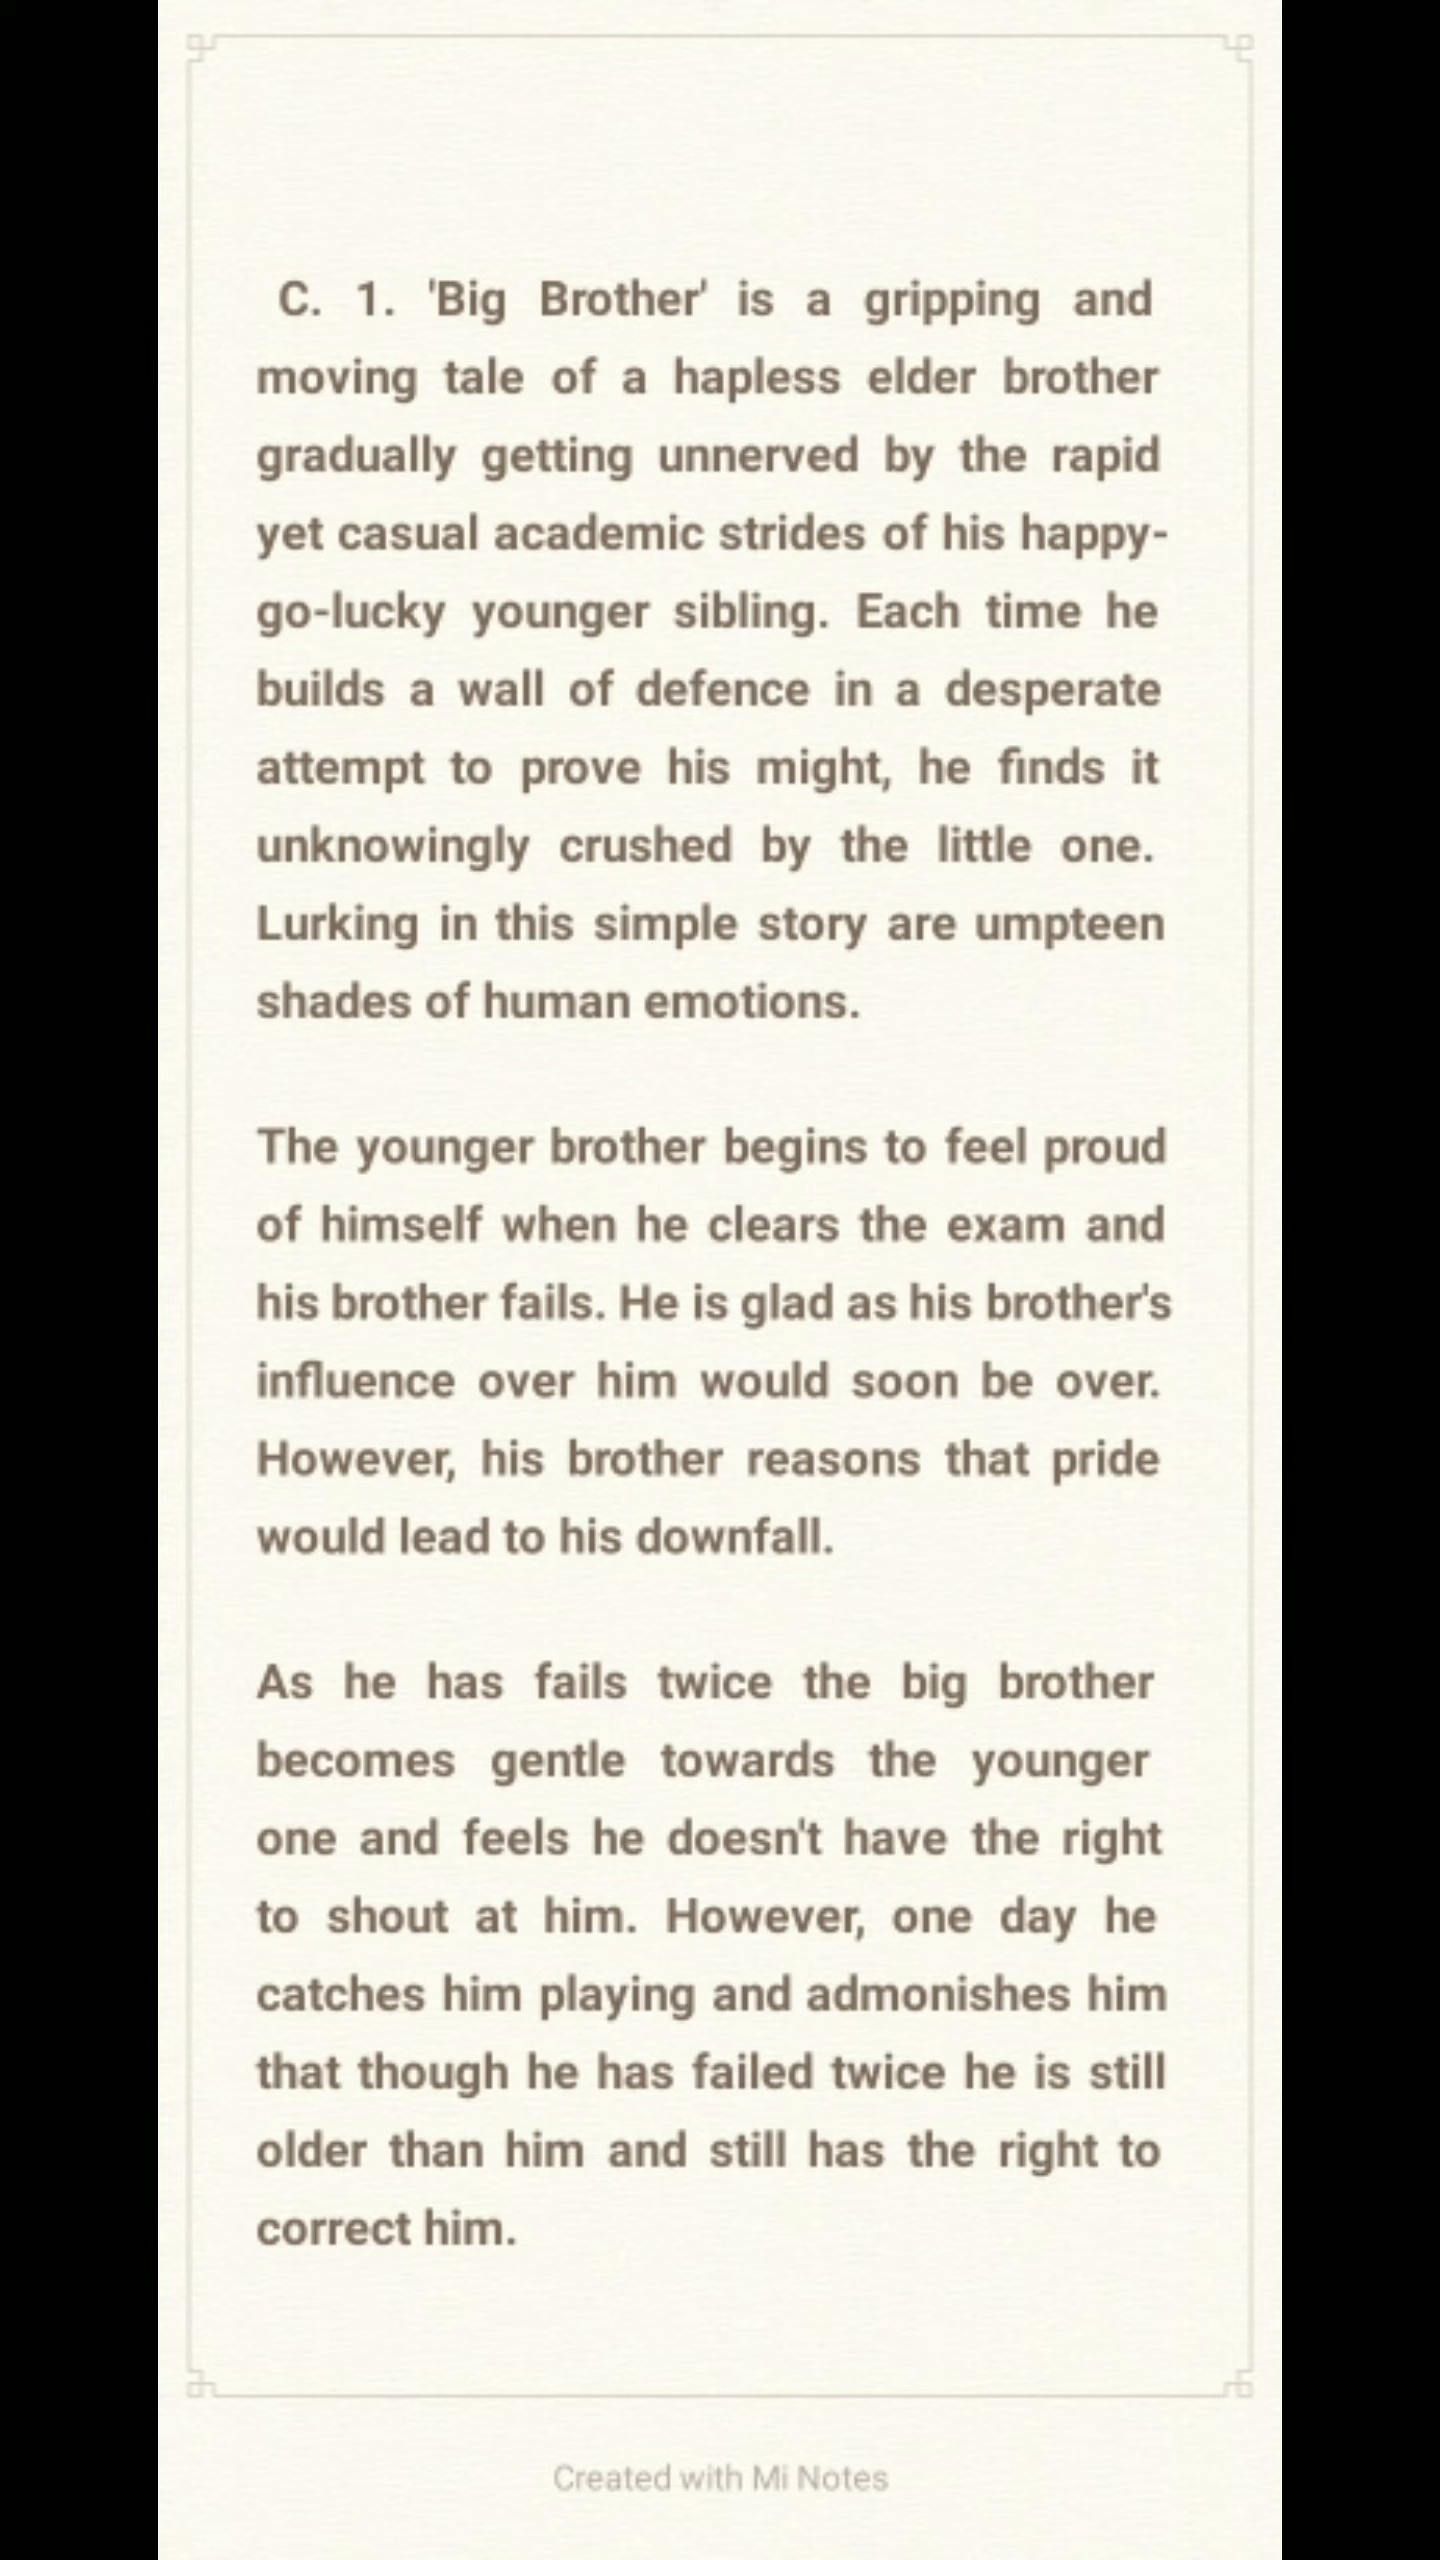 C. 1. 'Big Brother' is a gripping and
moving tale of a hapless elder brother
gradually getting unnerved by the rapid
yet casual academic strides of his happy-
go-lucky younger sibling. Each time he
builds a wall of defence in a desperate
attempt to prove his might, he finds it
unknowingly crushed by the little one.
Lurking in this simple story are umpteen
shades of human emotions.
The younger brother begins to feel proud
of himself when he clears the exam and
his brother fails. He is glad as his brother's
influence over him would soon be over.
However, his brother reasons that pride
would lead to his downfall.
As he has fails twice the big brother
becomes gentle towards the younger
one and feels he doesn't have the right
to shout at him. However, one day he
catches him playing and admonishes him
that though he has failed twice he is still
older than him and still has the right to
correct him.
Created with Mi Notes